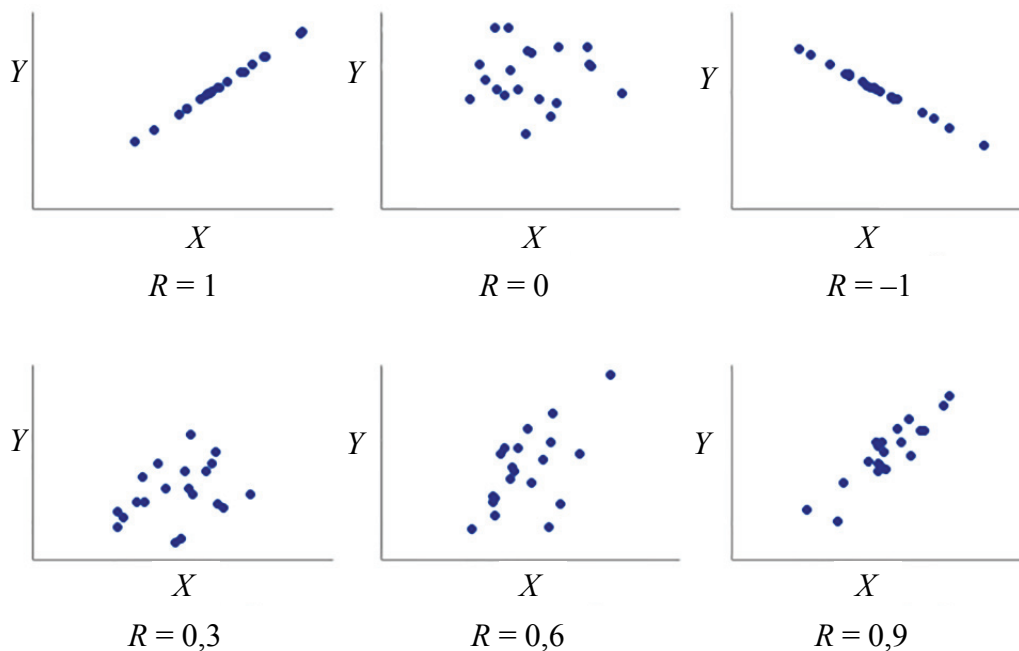 Y Y Y
X X X
R = 1 R = 0 R = –1
Y Y Y
X X X
R = 0,3 R = 0,6 R = 0,9